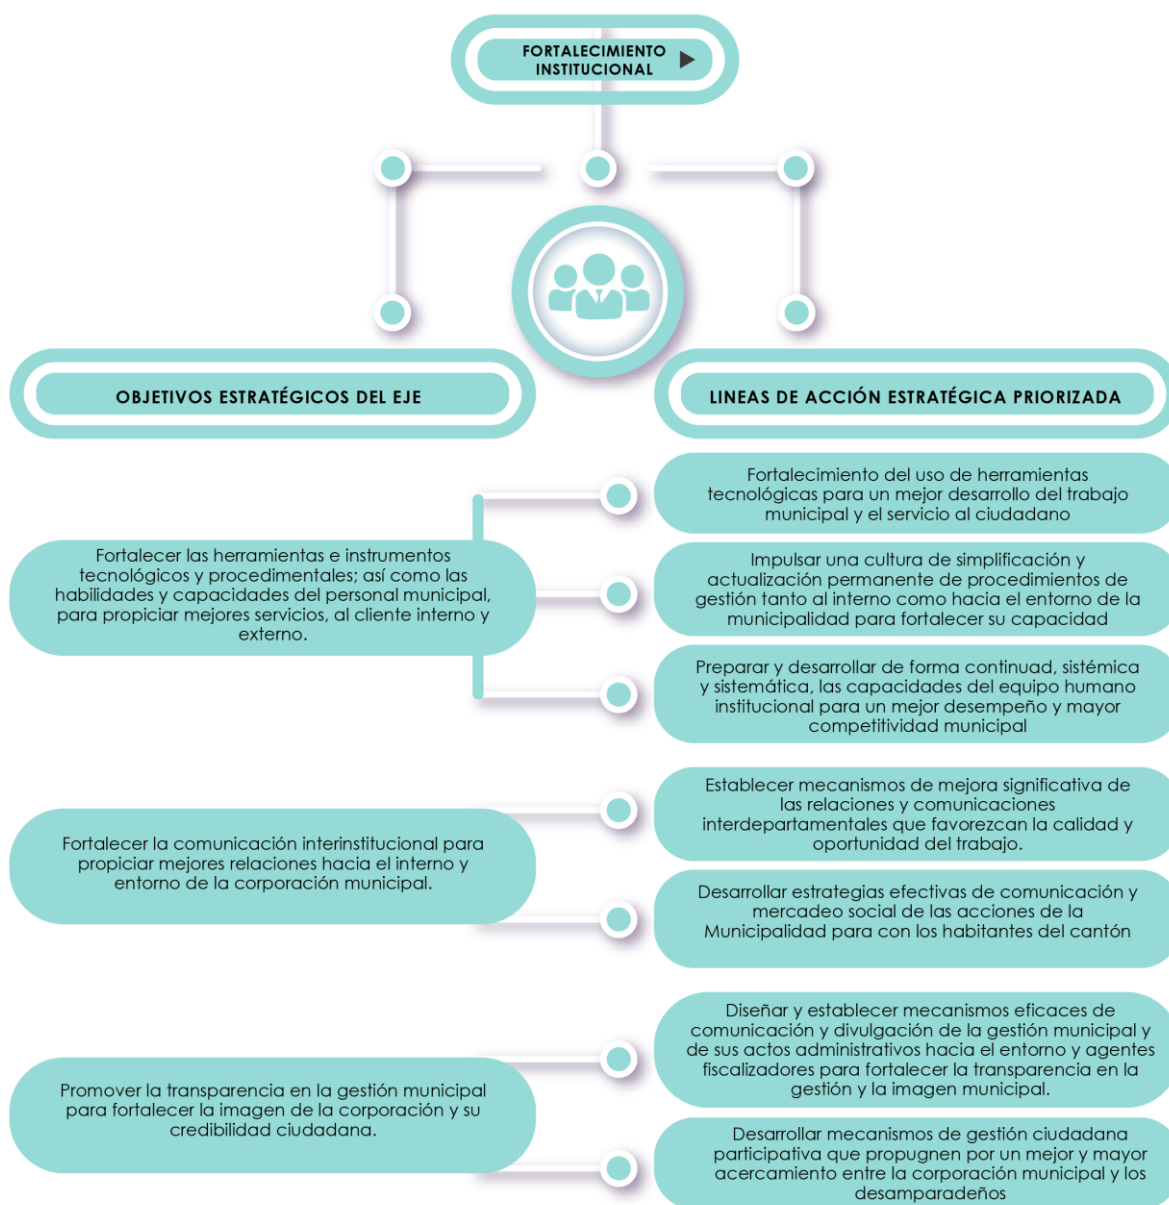 FORTALECIMIENTO
INSTITUCIONAL
OBJETIVOS ESTRATÉGICOS DEL EJE
LINEAS DE ACCIÓN ESTRATÉGICA PRIORIZADA
Fortalecer las herramientas e instrumentos
tecnológicos y procedimentales; así como las
habilidades y capacidades del personal municipal,
para propiciar mejores servicios, al cliente interno y
externo.
Fortalecimiento del uso de herramientas
tecnológicas para un mejor desarrollo del trabajo
municipal y el servicio al ciudadano
Impulsar una cultura de simplificación y
actualización permanente de procedimientos de
gestión tanto al interno como hacia el entorno de la
municipalidad para fortalecer su capacidad
Preparar y desarrollar de forma continuad, sistémica
y sistemática, las capacidades del equipo humano
institucional para un mejor desempeño y mayor
competitividad municipal
Fortalecer la comunicación interinstitucional para
propiciar mejores relaciones hacia el interno y
entorno de la corporación municipal.
Establecer mecanismos de mejora significativa de
las relaciones y comunicaciones
interdepartamentales que favorezcan la calidad y
oportunidad del trabajo.
Desarrollar estrategias efectivas de comunicación y
mercadeo social de las acciones de la
Municipalidad para con los habitantes del cantón
Promover la transparencia en la gestión municipal
para fortalecer la imagen de la corporación y su
credibilidad ciudadana.
Diseñar y establecer mecanismos eficaces de
comunicación y divulgación de la gestión municipal y
de sus actos administrativos hacia el entorno y agentes
fiscalizadores para fortalecer la transparencia en la
gestión y la imagen municipal.
Desarrollar mecanismos de gestión ciudadana
participativa que propugnen por un mejor y mayor
acercamiento entre la corporación municipal y los
desamparadeños